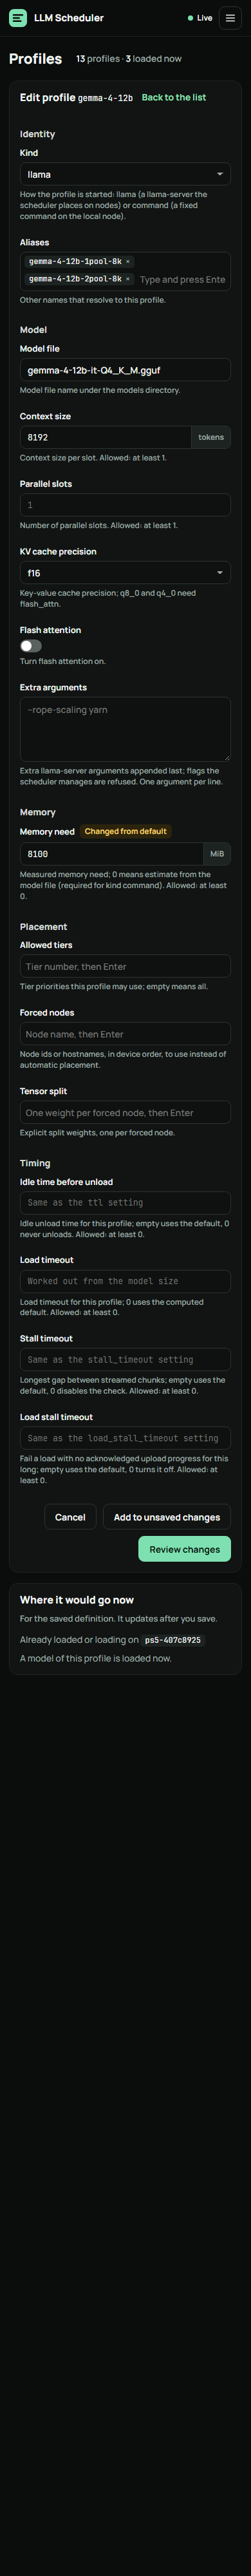 LLM Scheduler
Live
Profiles
13 profiles · 3 loaded now
Edit profile gemma-4-12b
Back to the list
Identity
Kind
llama
How the profile is started: llama (a llama-server the
scheduler places on nodes) or command (a fixed
command on the local node).
Aliases
gemma-4-12b-1pool-8k ×
gemma-4-12b-2pool-8k ×
Type and press Ente
Other names that resolve to this profile.
Model
Model file
gemma-4-12b-it-Q4_K_M.gguf
Model file name under the models directory.
Context size
8192
tokens
Context size per slot. Allowed: at least 1.
Parallel slots
1
Number of parallel slots. Allowed: at least 1.
KV cache precision
f16
Key-value cache precision; q8_0 and q4_0 need
flash_attn.
Flash attention
Turn flash attention on.
Extra arguments
--rope-scaling yarn
Extra llama-server arguments appended last; flags the
scheduler manages are refused. One argument per line.
Memory
Memory need
Changed from default
8100
MiB
Measured memory need; 0 means estimate from the
model file (required for kind command). Allowed: at least
0.
Placement
Allowed tiers
Tier number, then Enter
Tier priorities this profile may use; empty means all.
Forced nodes
Node name, then Enter
Node ids or hostnames, in device order, to use instead of
automatic placement.
Tensor split
One weight per forced node, then Enter
Explicit split weights, one per forced node.
Timing
Idle time before unload
Same as the ttl setting
Idle unload time for this profile; empty uses the default, 0
never unloads. Allowed: at least 0.
Load timeout
Worked out from the model size
Load timeout for this profile; 0 uses the computed
default. Allowed: at least 0.
Stall timeout
Same as the stall_timeout setting
Longest gap between streamed chunks; empty uses the
default, 0 disables the check. Allowed: at least 0.
Load stall timeout
Same as the load_stall_timeout setting
Fail a load with no acknowledged upload progress for this
long; empty uses the default, 0 turns it off. Allowed: at
least 0.
Cancel
Add to unsaved changes
Review changes
Where it would go now
For the saved definition. It updates after you save.
Already loaded or loading on ps5-407c8925
A model of this profile is loaded now.